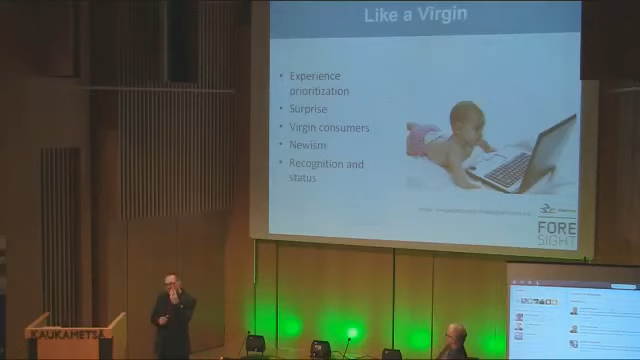 Like a Virgin
• Experience
prioritization
• Surprise
• Virgin consumers
• Newism
• Recognition and
status
FORE
SIGHT
KAUKAMETSÄ